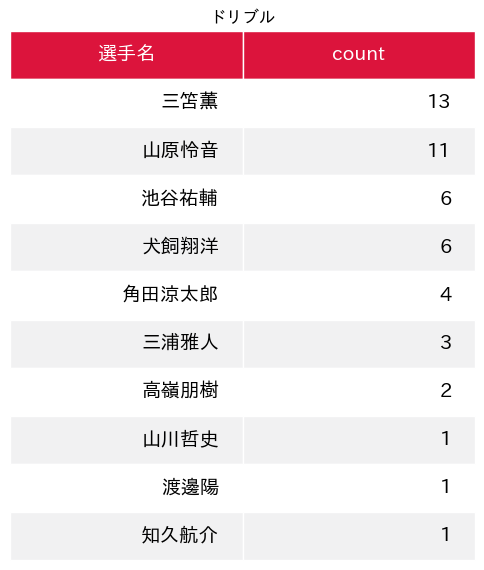 ドリブル
選手名 count
三笘薫 13
山原怜音 11
池谷祐輔 6
犬飼翔洋 6
角田涼太郎 4
三浦雅人 3
高嶺朋樹 2
山川哲史 1
渡邊陽 1
知久航介 1